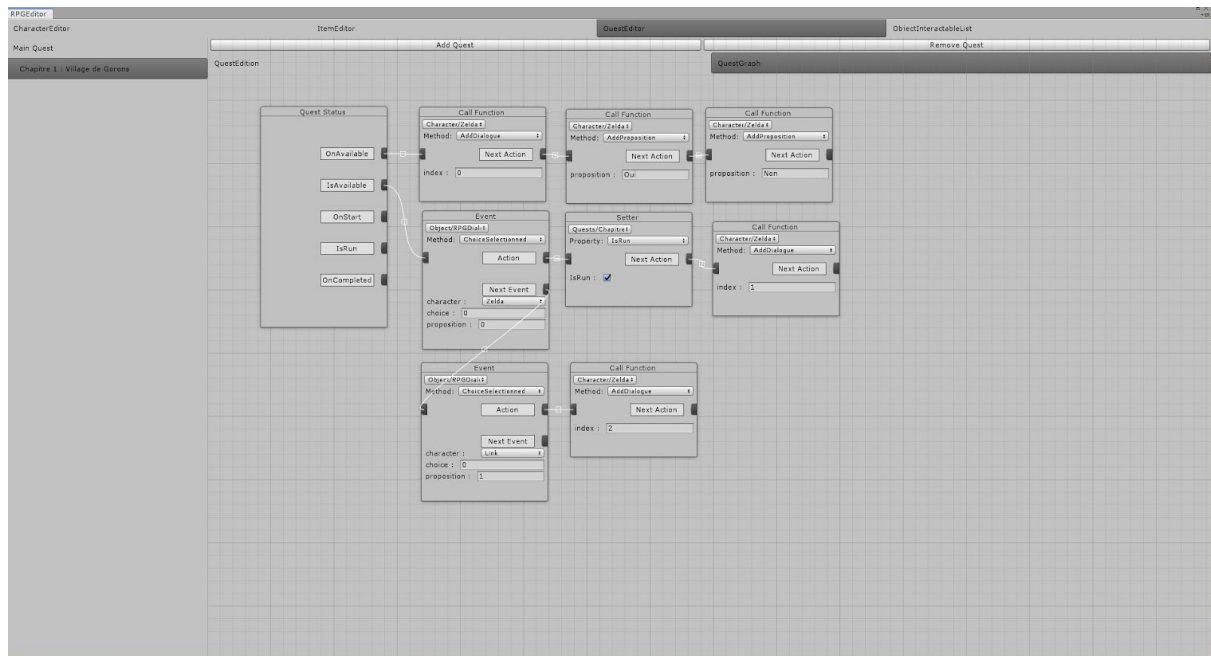 RPGEditor
CharacterEditor
ItemEditor
QuestEditor
ObjectInteractableList
Main Quest
Add Quest
Remove Quest
Chapitre 1 : Village de Gorons
QuestEdition
QuestGraph
Quest Status
OnAvailable
IsAvailable
OnStart
IsRun
OnCompleted
Call Function
Character/Zelda
Method: AddDialogue
Next Action
index : 0
Call Function
Character/Zelda
Method: AddProposition
Next Action
proposition : Oui
Call Function
Character/Zelda
Method: AddProposition
Next Action
proposition : Non
Event
Object/RPGDial
Method: ChoiceSelectionned
Action
Next Event
character : Zelda
choice : 0
proposition : 0
Setter
Quests/Chapitre
Property: IsRun
Next Action
IsRun :
Call Function
Character/Zelda
Method: AddDialogue
Next Action
index : 1
Event
Object/RPGDial
Method: ChoiceSelectionned
Action
Next Event
character : Link
choice : 0
proposition : 1
Call Function
Character/Zelda
Method: AddDialogue
Next Action
index : 2